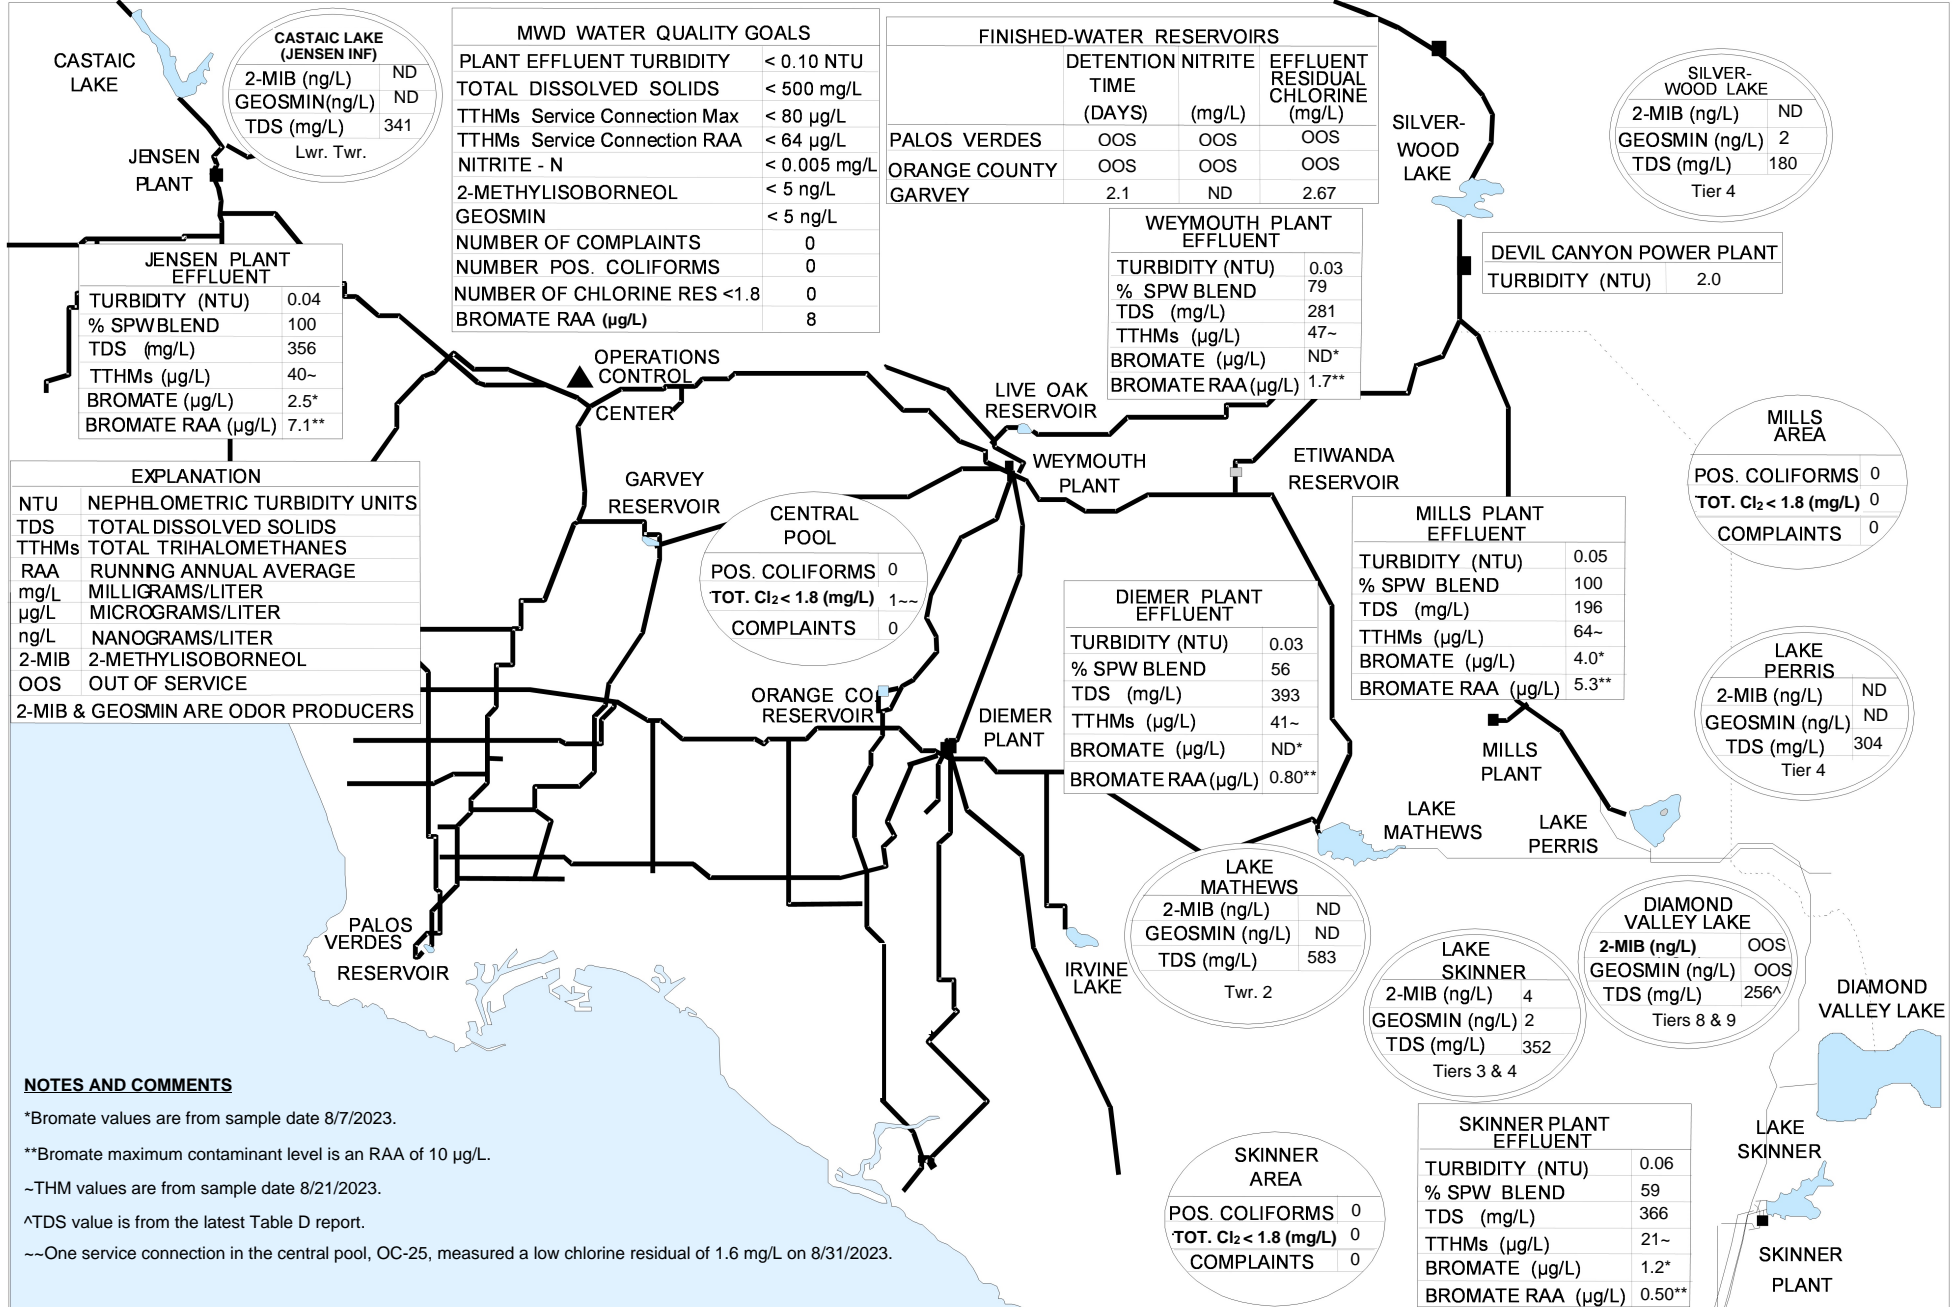 CASTAIC
LAKE
CASTAIC LAKE
(JENSEN INF)
2-MIB (ng/L) ND
GEOSMIN(ng/L) ND
TDS (mg/L) 341
Lwr. Twr.
JENSEN
PLANT
MWD WATER QUALITY GOALS
PLANT EFFLUENT TURBIDITY < 0.10 NTU
TOTAL DISSOLVED SOLIDS < 500 mg/L
TTHMs Service Connection Max < 80 µg/L
TTHMs Service Connection RAA < 64 µg/L
NITRITE - N < 0.005 mg/L
2-METHYLISOBORNEOL < 5 ng/L
GEOSMIN < 5 ng/L
NUMBER OF COMPLAINTS 0
NUMBER POS. COLIFORMS 0
NUMBER OF CHLORINE RES <1.8 0
BROMATE RAA (µg/L) 8
FINISHED-WATER RESERVOIRS
DETENTION NITRITE EFFLUENT
TIME RESIDUAL
CHLORINE
(DAYS) (mg/L) (mg/L)
PALOS VERDES OOS OOS OOS
ORANGE COUNTY OOS OOS OOS
GARVEY 2.1 ND 2.67
SILVER-
WOOD
LAKE
SILVER-
WOOD LAKE
2-MIB (ng/L) ND
GEOSMIN (ng/L) 2
TDS (mg/L) 180
Tier 4
DEVIL CANYON POWER PLANT
TURBIDITY (NTU) 2.0
JENSEN PLANT
EFFLUENT
TURBIDITY (NTU) 0.04
% SPW BLEND 100
TDS (mg/L) 356
TTHMs (µg/L) 40~
BROMATE (µg/L) 2.5*
BROMATE RAA (µg/L) 7.1**
WEYMOUTH PLANT
EFFLUENT
TURBIDITY (NTU) 0.03
% SPW BLEND 79
TDS (mg/L) 281
TTHMs (µg/L) 47~
BROMATE (µg/L) ND*
BROMATE RAA (µg/L) 1.7**
OPERATIONS
CONTROL
CENTER
LIVE OAK
RESERVOIR
WEYMOUTH
PLANT
ETIWANDA
RESERVOIR
GARVEY
RESERVOIR
MILLS
AREA
POS. COLIFORMS 0
TOT. Cl2 < 1.8 (mg/L) 0
COMPLAINTS 0
EXPLANATION
NTU NEPHELOMETRIC TURBIDITY UNITS
TDS TOTAL DISSOLVED SOLIDS
TTHMs TOTAL TRIHALOMETHANES
RAA RUNNING ANNUAL AVERAGE
mg/L MILLIGRAMS/LITER
µg/L MICROGRAMS/LITER
ng/L NANOGRAMS/LITER
2-MIB 2-METHYLISOBORNEOL
OOS OUT OF SERVICE
2-MIB & GEOSMIN ARE ODOR PRODUCERS
CENTRAL
POOL
POS. COLIFORMS 0
TOT. Cl2 < 1.8 (mg/L) 1~~
COMPLAINTS 0
MILLS PLANT
EFFLUENT
TURBIDITY (NTU) 0.05
% SPW BLEND 100
TDS (mg/L) 196
TTHMs (µg/L) 64~
BROMATE (µg/L) 4.0*
BROMATE RAA (µg/L) 5.3**
DIEMER PLANT
EFFLUENT
TURBIDITY (NTU) 0.03
% SPW BLEND 56
TDS (mg/L) 393
TTHMs (µg/L) 41~
BROMATE (µg/L) ND*
BROMATE RAA (µg/L) 0.80**
LAKE
PERRIS
2-MIB (ng/L) ND
GEOSMIN (ng/L) ND
TDS (mg/L) 304
Tier 4
ORANGE CO
RESERVOIR
DIEMER
PLANT
MILLS
PLANT
LAKE
MATHEWS
LAKE
PERRIS
LAKE
MATHEWS
2-MIB (ng/L) ND
GEOSMIN (ng/L) ND
TDS (mg/L) 583
Twr. 2
PALOS
VERDES
RESERVOIR
IRVINE
LAKE
LAKE
SKINNER
2-MIB (ng/L) 4
GEOSMIN (ng/L) 2
TDS (mg/L) 352
Tiers 3 & 4
DIAMOND
VALLEY LAKE
2-MIB (ng/L) OOS
GEOSMIN (ng/L) OOS
TDS (mg/L) 256^
Tiers 8 & 9
DIAMOND
VALLEY LAKE
LAKE
SKINNER
SKINNER
PLANT
SKINNER
AREA
POS. COLIFORMS 0
TOT. Cl2 < 1.8 (mg/L) 0
COMPLAINTS 0
SKINNER PLANT
EFFLUENT
TURBIDITY (NTU) 0.06
% SPW BLEND 59
TDS (mg/L) 366
TTHMs (µg/L) 21~
BROMATE (µg/L) 1.2*
BROMATE RAA (µg/L) 0.50**
NOTES AND COMMENTS
*Bromate values are from sample date 8/7/2023.
**Bromate maximum contaminant level is an RAA of 10 µg/L.
~THM values are from sample date 8/21/2023.
^TDS value is from the latest Table D report.
~~One service connection in the central pool, OC-25, measured a low chlorine residual of 1.6 mg/L on 8/31/2023.